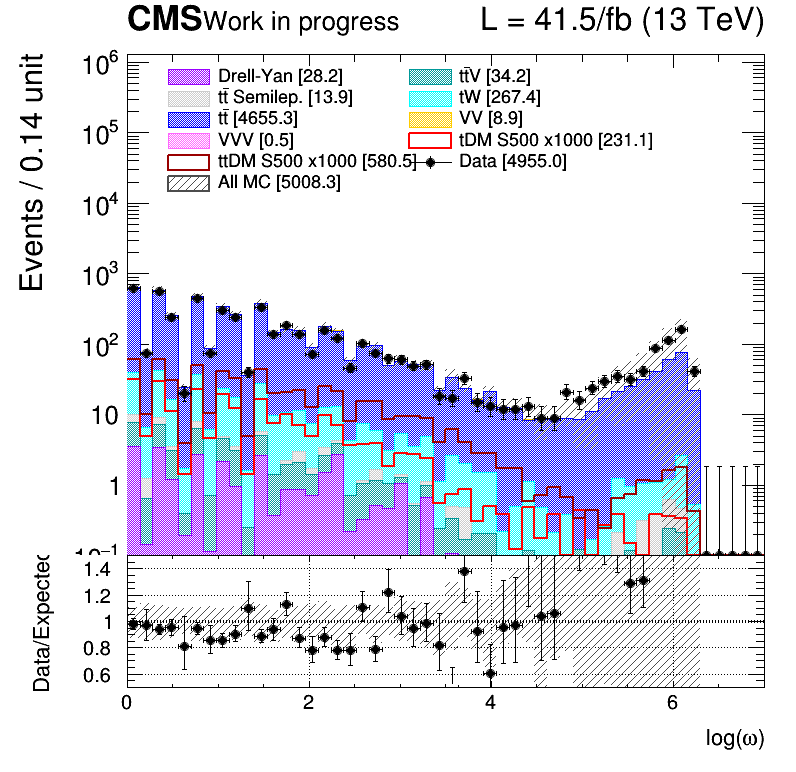 CMS Work in progress L = 41.5/fb (13 TeV)
Events / 0.14 unit
10^6
10^5
10^4
10^3
10^2
10
1
10^−1
Drell-Yan [28.2]
tt̄V [34.2]
tt̄ Semilep. [13.9]
tW [267.4]
tt̄ [4655.3]
VV [8.9]
VVV [0.5]
tDM S500 x1000 [231.1]
ttDM S500 x1000 [580.5]
Data [4955.0]
All MC [5008.3]
Data/Expected
1.4
1.2
1
0.8
0.6
0 2 4 6
log(ω)